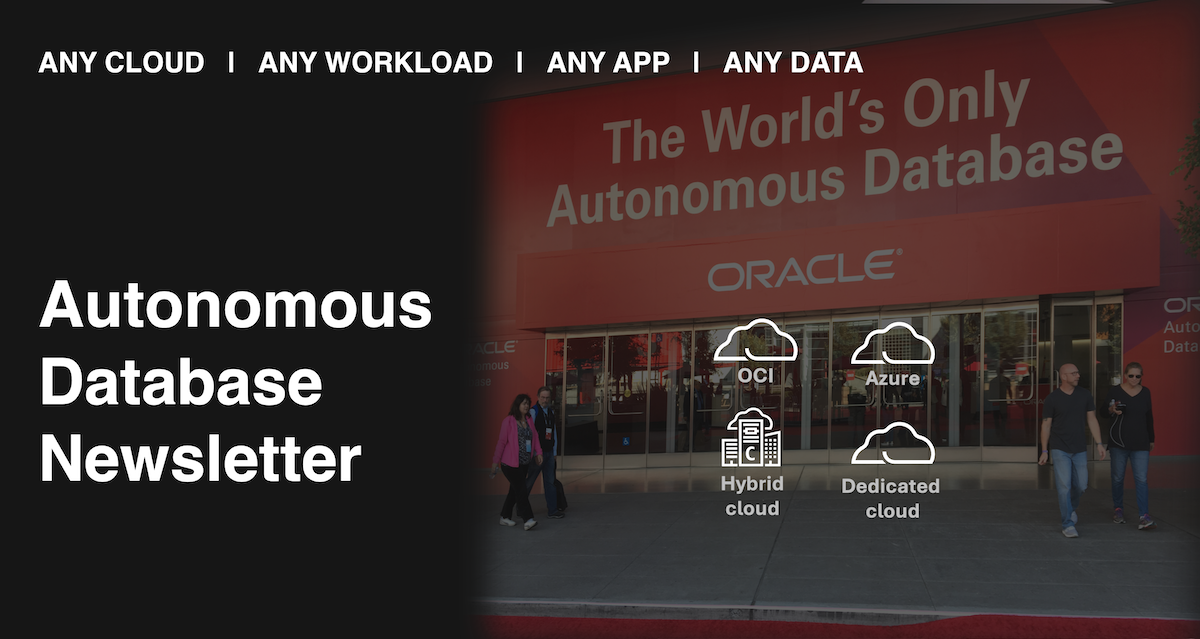 ANY CLOUD | ANY WORKLOAD | ANY APP | ANY DATA
The World's Only
Autonomous Database
ORACLE®
Autonomous
Database
Newsletter
OCI
Azure
Hybrid
cloud
Dedicated
cloud
C